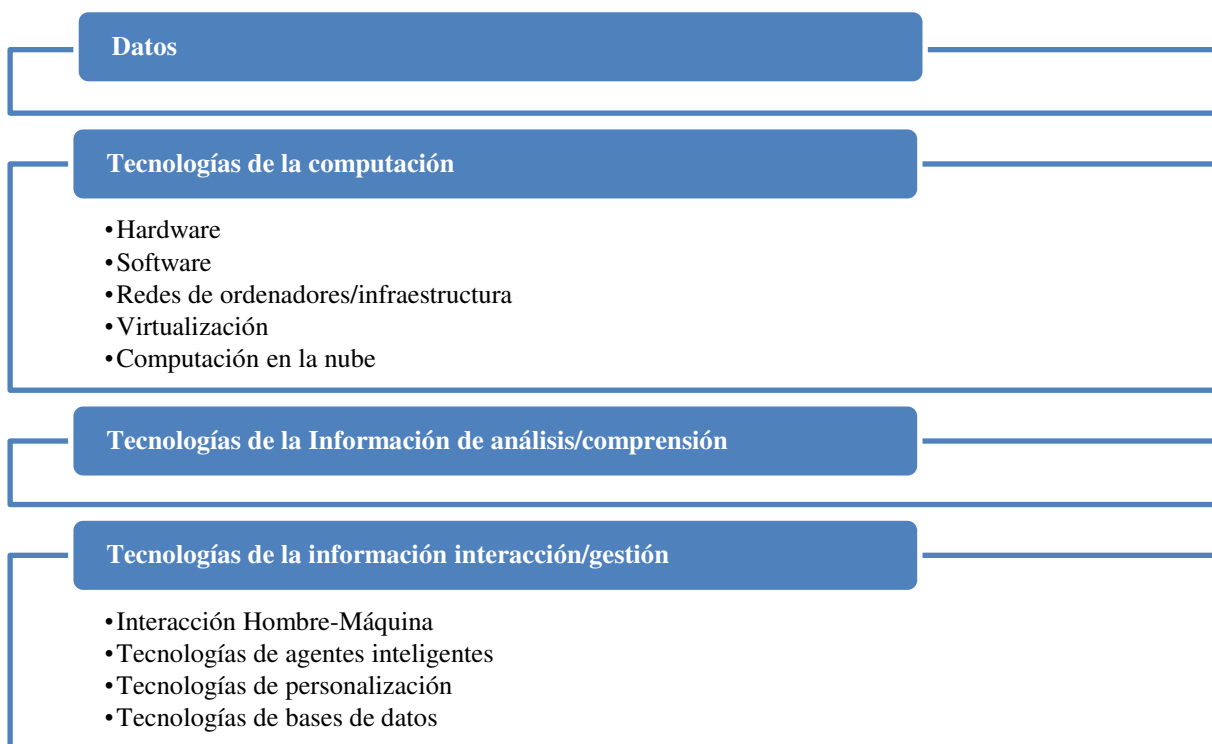 Datos
Tecnologías de la computación
•Hardware
•Software
•Redes de ordenadores/infraestructura
•Virtualización
•Computación en la nube
Tecnologías de la Información de análisis/comprensión
Tecnologías de la información interacción/gestión
•Interacción Hombre-Máquina
•Tecnologías de agentes inteligentes
•Tecnologías de personalización
•Tecnologías de bases de datos